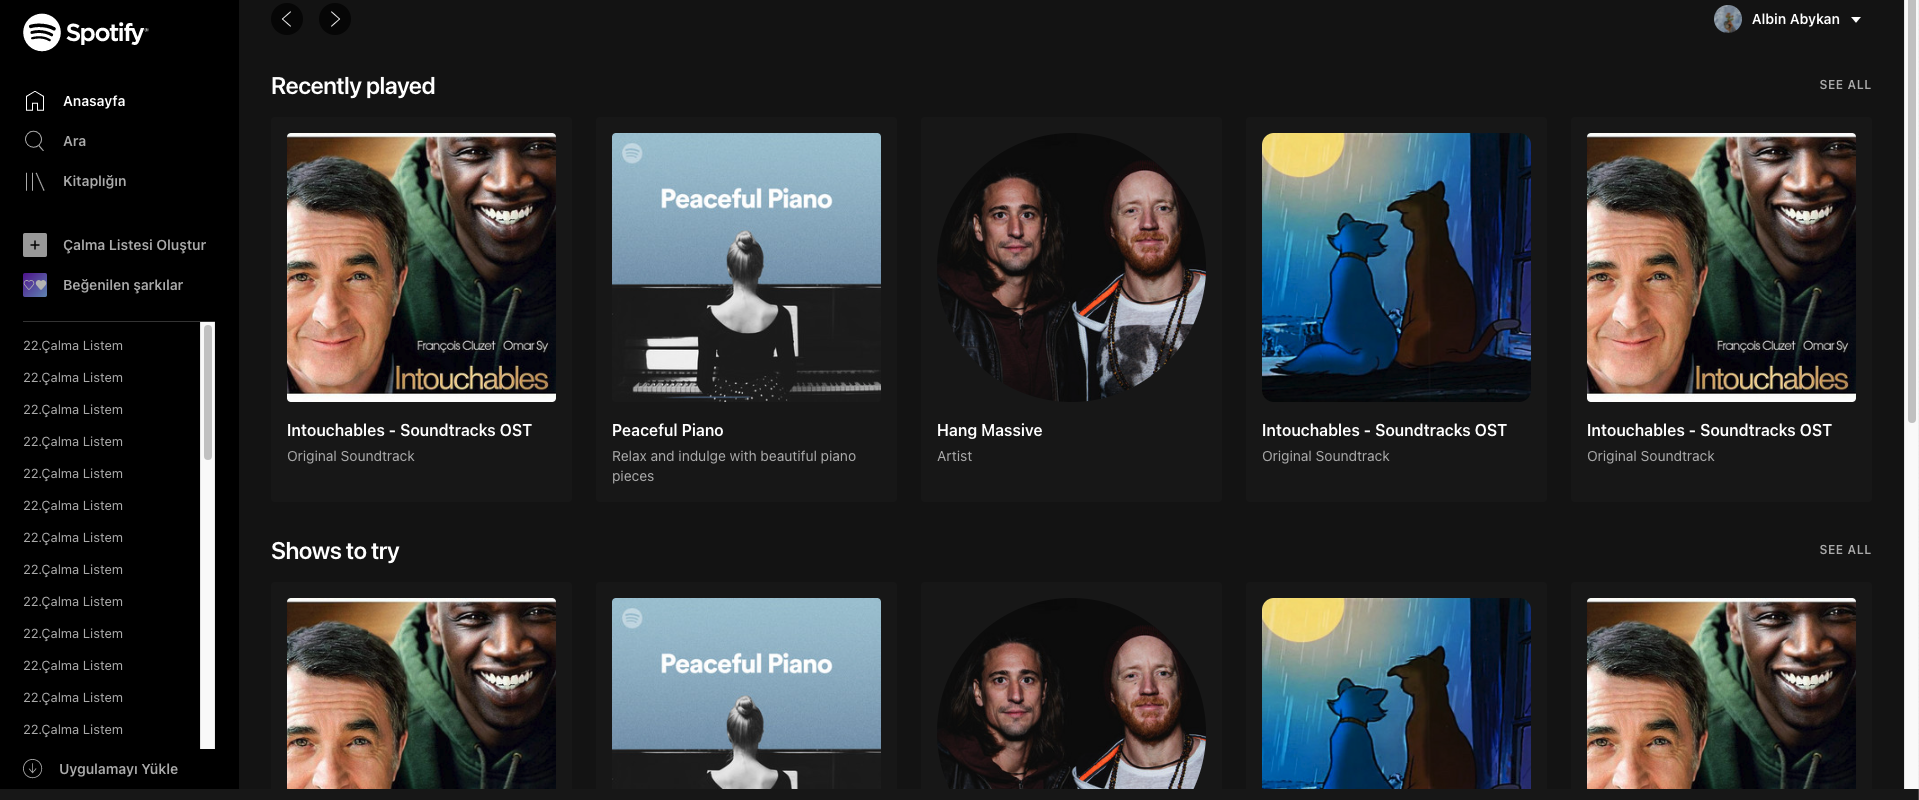 Spotify
Anasayfa
Ara
Kitaplığın
Çalma Listesi Oluştur
Beğenilen şarkılar
22.Çalma Listem
22.Çalma Listem
22.Çalma Listem
22.Çalma Listem
22.Çalma Listem
22.Çalma Listem
22.Çalma Listem
22.Çalma Listem
22.Çalma Listem
22.Çalma Listem
22.Çalma Listem
22.Çalma Listem
22.Çalma Listem
Uygulamayı Yükle
Albin Abykan
Recently played
SEE ALL
François Cluzet Omar Sy
Intouchables
Intouchables - Soundtracks OST
Original Soundtrack
Peaceful Piano
Peaceful Piano
Relax and indulge with beautiful piano
pieces
Hang Massive
Artist
Intouchables - Soundtracks OST
Original Soundtrack
François Cluzet Omar Sy
Intouchables
Intouchables - Soundtracks OST
Original Soundtrack
Shows to try
SEE ALL
Peaceful Piano